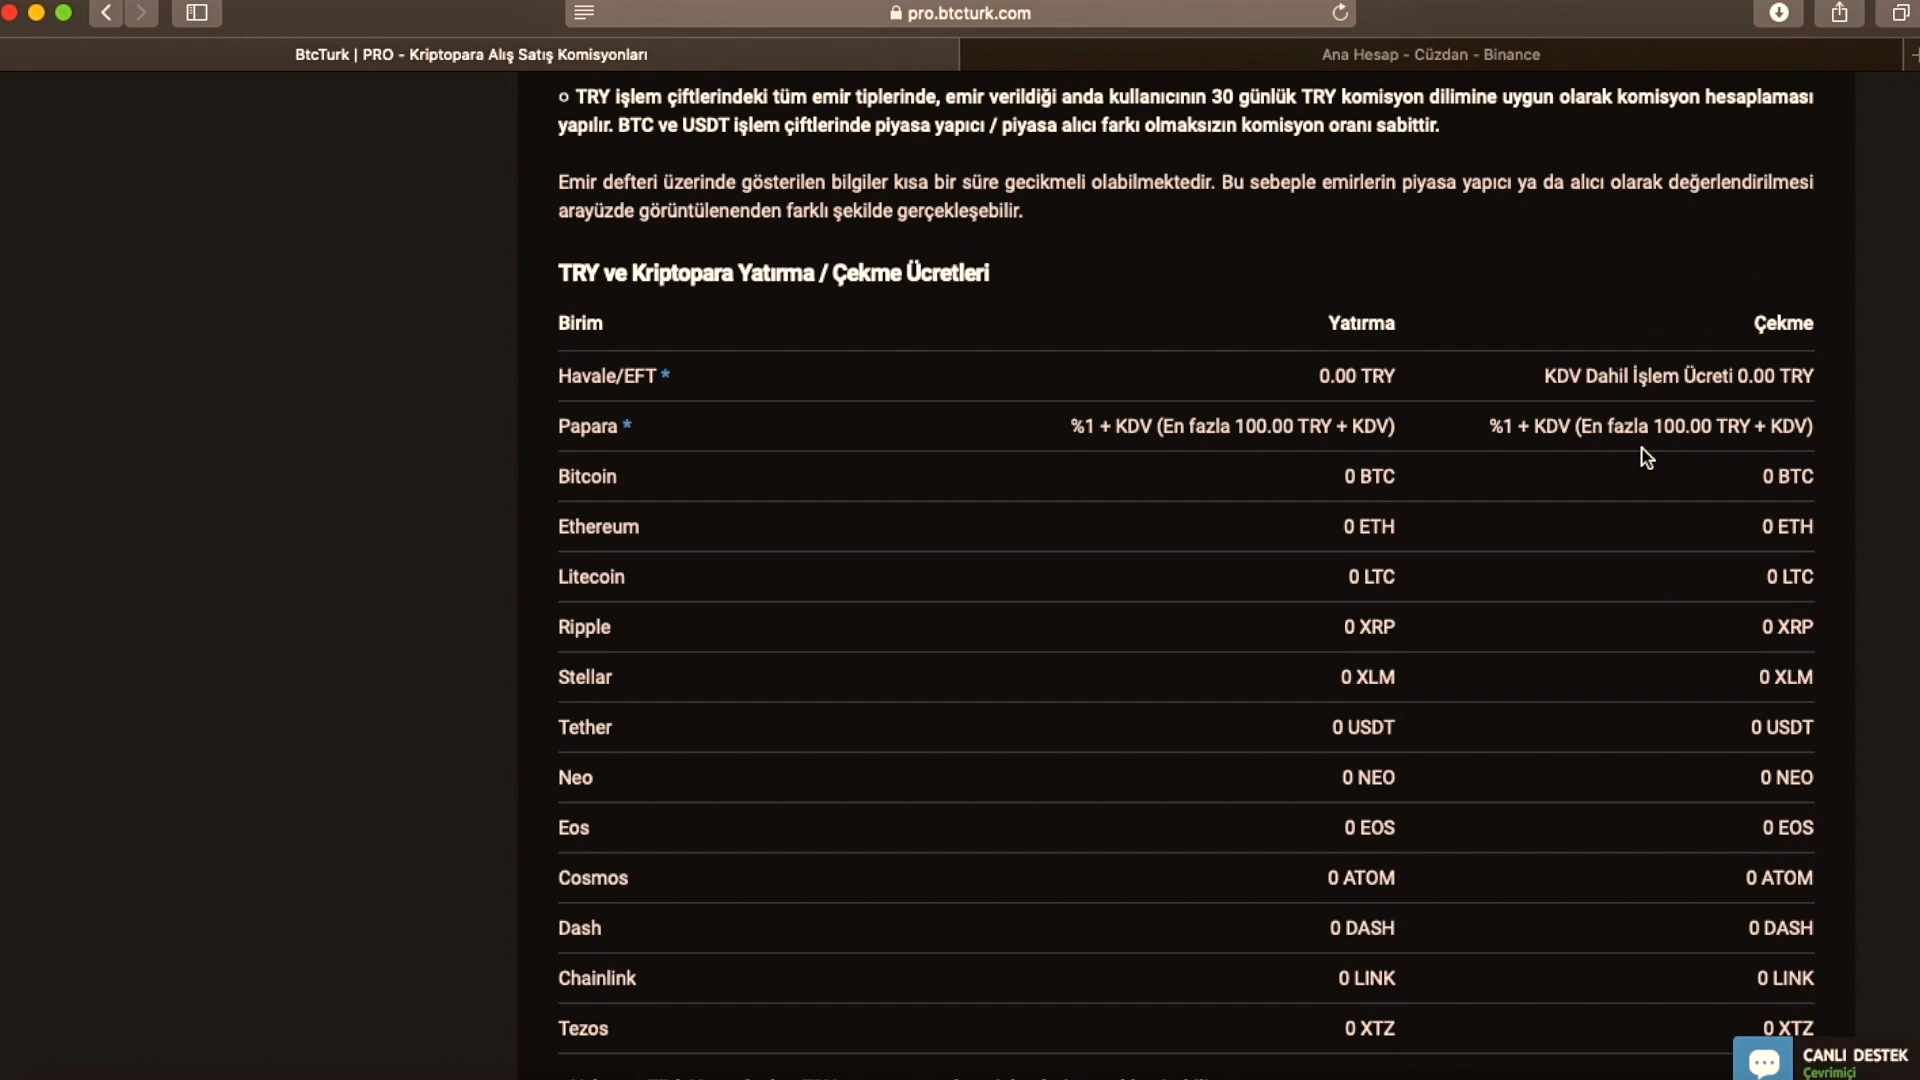 pro.btcturk.com
BtcTurk | PRO - Kriptopara Alış Satış Komisyonları
Ana Hesap - Cüzdan - Binance
TRY işlem çiftlerindeki tüm emir tiplerinde, emir verildiği anda kullanıcının 30 günlük TRY komisyon dilimine uygun olarak komisyon hesaplaması
yapılır. BTC ve USDT işlem çiftlerinde piyasa yapıcı / piyasa alıcı farkı olmaksızın komisyon oranı sabittir.
Emir defteri üzerinde gösterilen bilgiler kısa bir süre gecikmeli olabilmektedir. Bu sebeple emirlerin piyasa yapıcı ya da alıcı olarak değerlendirilmesi
arayüzde görüntülenenden farklı şekilde gerçekleşebilir.
TRY ve Kriptopara Yatırma / Çekme Ücretleri
Birim Yatırma Çekme
Havale/EFT * 0.00 TRY KDV Dahil İşlem Ücreti 0.00 TRY
Papara * %1 + KDV (En fazla 100.00 TRY + KDV) %1 + KDV (En fazla 100.00 TRY + KDV)
Bitcoin 0 BTC 0 BTC
Ethereum 0 ETH 0 ETH
Litecoin 0 LTC 0 LTC
Ripple 0 XRP 0 XRP
Stellar 0 XLM 0 XLM
Tether 0 USDT 0 USDT
Neo 0 NEO 0 NEO
Eos 0 EOS 0 EOS
Cosmos 0 ATOM 0 ATOM
Dash 0 DASH 0 DASH
Chainlink 0 LINK 0 LINK
Tezos 0 XTZ 0 XTZ
CANLI DESTEK
Çevrimiçi